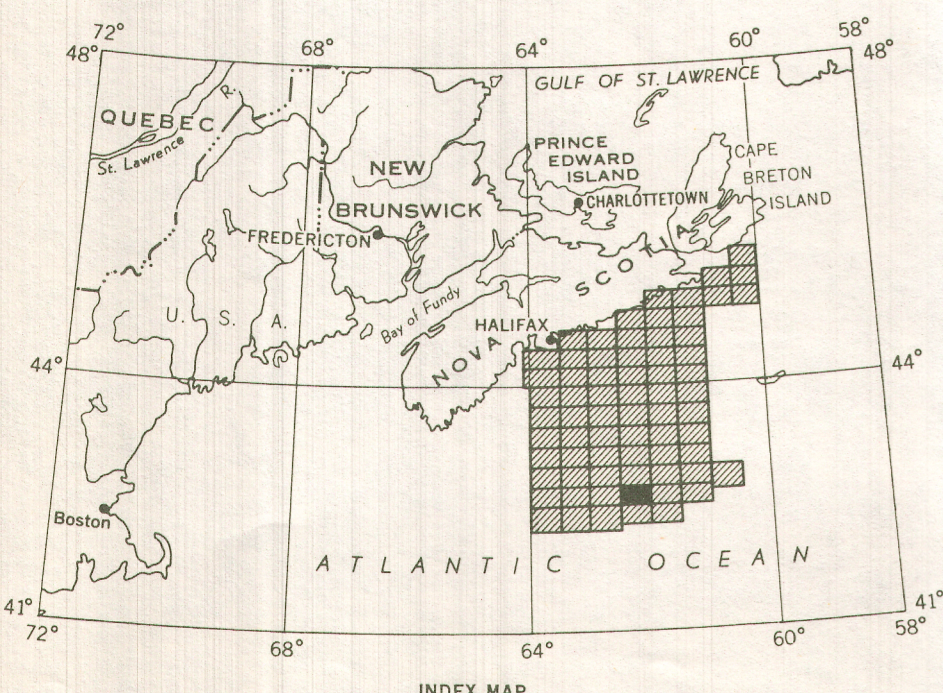 72°
68°
64°
60°
58°
48°
48°
GULF OF ST. LAWRENCE
R.
QUEBEC
St. Lawrence
PRINCE
EDWARD
ISLAND
CAPE
BRETON
ISLAND
NEW
BRUNSWICK
CHARLOTTETOWN
FREDERICTON
U. S. A.
Bay of Fundy
HALIFAX
NOVA SCOTIA
44°
44°
Boston
ATLANTIC OCEAN
41°
41°
72°
68°
64°
60°
58°
INDEX MAP